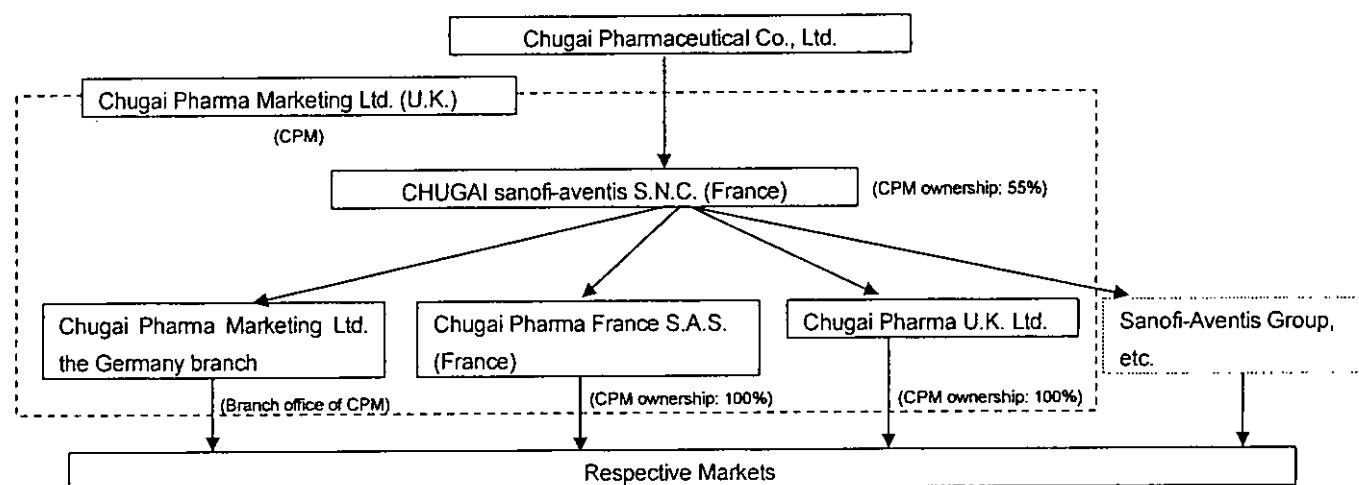 Chugai Pharmaceutical Co., Ltd.
Chugai Pharma Marketing Ltd. (U.K.)
(CPM)
CHUGAI sanofi-aventis S.N.C. (France)
(CPM ownership: 55%)
Chugai Pharma Marketing Ltd.
the Germany branch
(Branch office of CPM)
Chugai Pharma France S.A.S.
(France)
(CPM ownership: 100%)
Chugai Pharma U.K. Ltd.
(CPM ownership: 100%)
Sanofi-Aventis Group,
etc.
Respective Markets